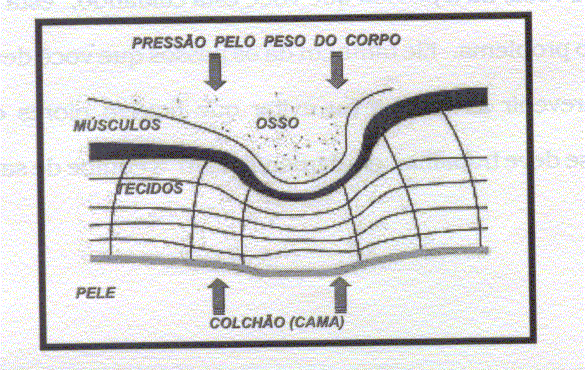 PRESSÃO PELO PESO DO CORPO
MÚSCULOS
OSSO
TECIDOS
PELE
COLCHÃO (CAMA)